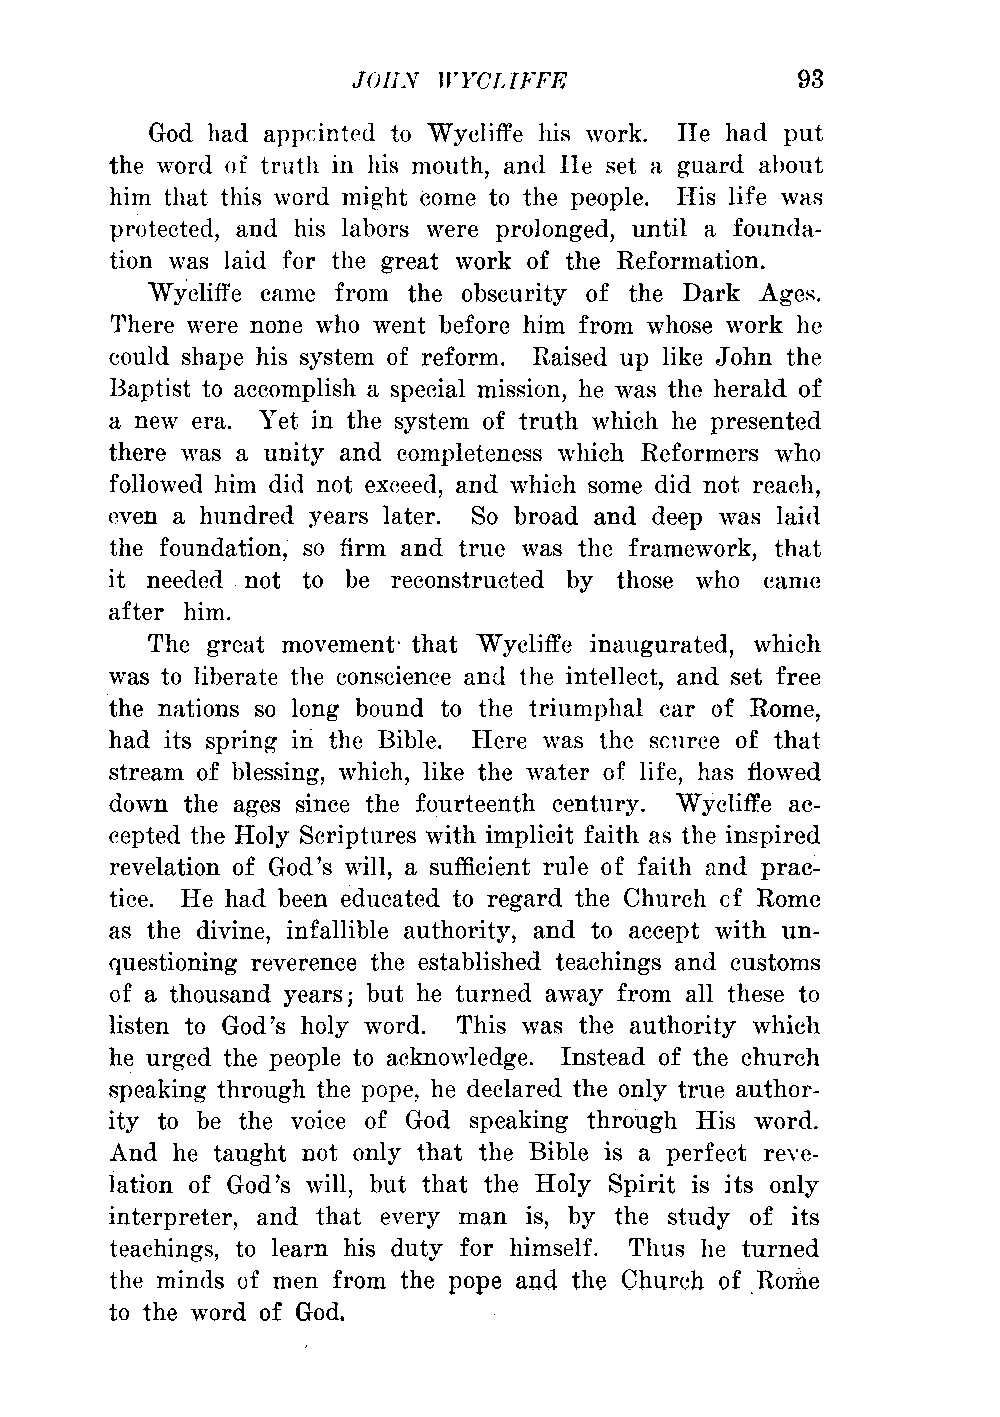 JOHN WYCLIFFE 93
God had appointed to Wycliffe his work. He had put
the word of truth in his mouth, and He set a guard about
him that this word might come to the people. His life was
protected, and his labors were prolonged, until a founda-
tion was laid for the great work of the Reformation.
Wycliffe came from the obscurity of the Dark Ages.
There were none who went before him from whose work he
could shape his system of reform. Raised up like John the
Baptist to accomplish a special mission, he was the herald of
a new era. Yet in the system of truth which he presented
there was a unity and completeness which Reformers who
followed him did not exceed, and which some did not reach,
even a hundred years later. So broad and deep was laid
the foundation, so firm and true was the framework, that
it needed not to be reconstructed by those who came
after him.
The great movement that Wycliffe inaugurated, which
was to liberate the conscience and the intellect, and set free
the nations so long bound to the triumphal car of Rome,
had its spring in the Bible. Here was the source of that
stream of blessing, which, like the water of life, has flowed
down the ages since the fourteenth century. Wycliffe ac-
cepted the Holy Scriptures with implicit faith as the inspired
revelation of God's will, a sufficient rule of faith and prac-
tice. He had been educated to regard the Church of Rome
as the divine, infallible authority, and to accept with un-
questioning reverence the established teachings and customs
of a thousand years; but he turned away from all these to
listen to God's holy word. This was the authority which
he urged the people to acknowledge. Instead of the church
speaking through the pope, he declared the only true author-
ity to be the voice of God speaking through His word.
And he taught not only that the Bible is a perfect reve-
lation of God's will, but that the Holy Spirit is its only
interpreter, and that every man is, by the study of its
teachings, to learn his duty for himself. Thus he turned
the minds of men from the pope and the Church of Rome
to the word of God.